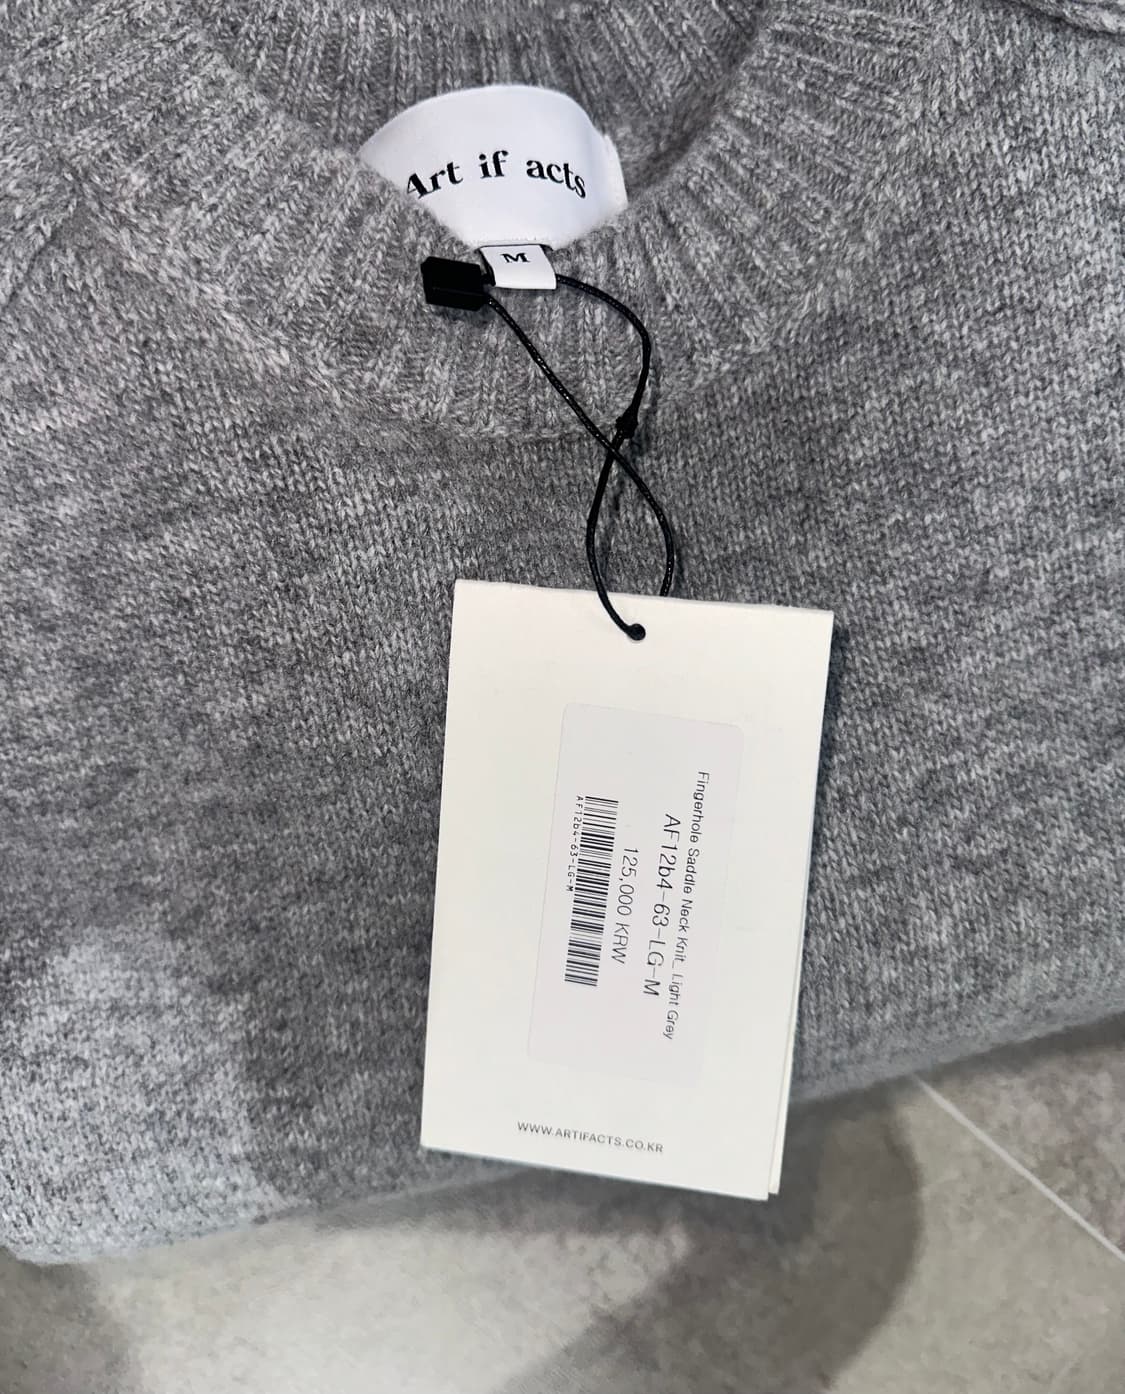 Art if acts
M
Fingerhole Saddle Neck Knit_ Light Grey
AF12b4-63-LG-M
125,000 KRW
AF12b4-63-LG-M
WWW.ARTIFACTS.CO.KR